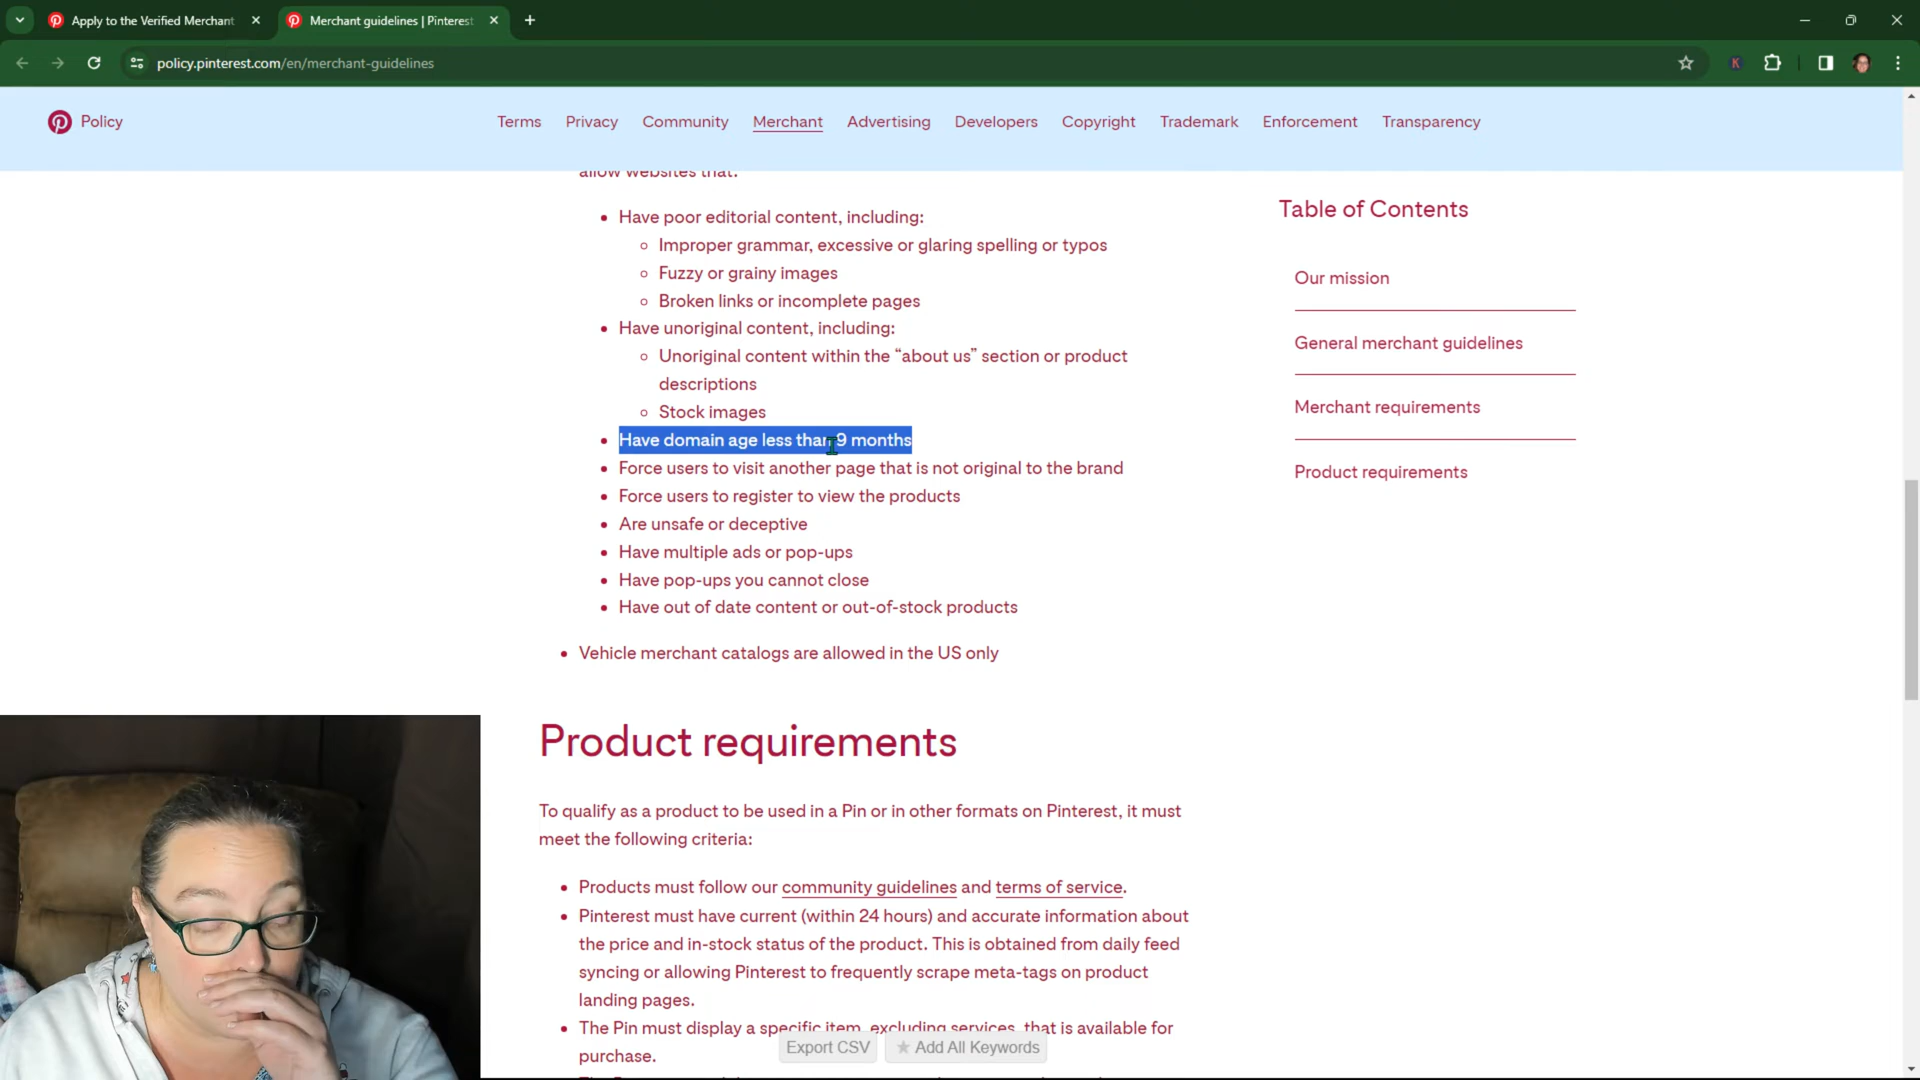 Apply to the Verified Merchant
Merchant guidelines | Pinterest
policy.pinterest.com/en/merchant-guidelines
K
Policy
Terms Privacy Community Merchant Advertising Developers Copyright Trademark Enforcement Transparency
allow websites that:
• Have poor editorial content, including:
Improper grammar, excessive or glaring spelling or typos
Fuzzy or grainy images
Broken links or incomplete pages
• Have unoriginal content, including:
Unoriginal content within the “about us” section or product
descriptions
Stock images
• Have domain age less than 9 months
• Force users to visit another page that is not original to the brand
• Force users to register to view the products
• Are unsafe or deceptive
• Have multiple ads or pop-ups
• Have pop-ups you cannot close
• Have out of date content or out-of-stock products
• Vehicle merchant catalogs are allowed in the US only
Table of Contents
Our mission
General merchant guidelines
Merchant requirements
Product requirements
Product requirements
To qualify as a product to be used in a Pin or in other formats on Pinterest, it must
meet the following criteria:
• Products must follow our community guidelines and terms of service.
• Pinterest must have current (within 24 hours) and accurate information about
the price and in-stock status of the product. This is obtained from daily feed
syncing or allowing Pinterest to frequently scrape meta-tags on product
landing pages.
• The Pin must display a specific item, excluding services, that is available for
purchase.
Export CSV
★ Add All Keywords